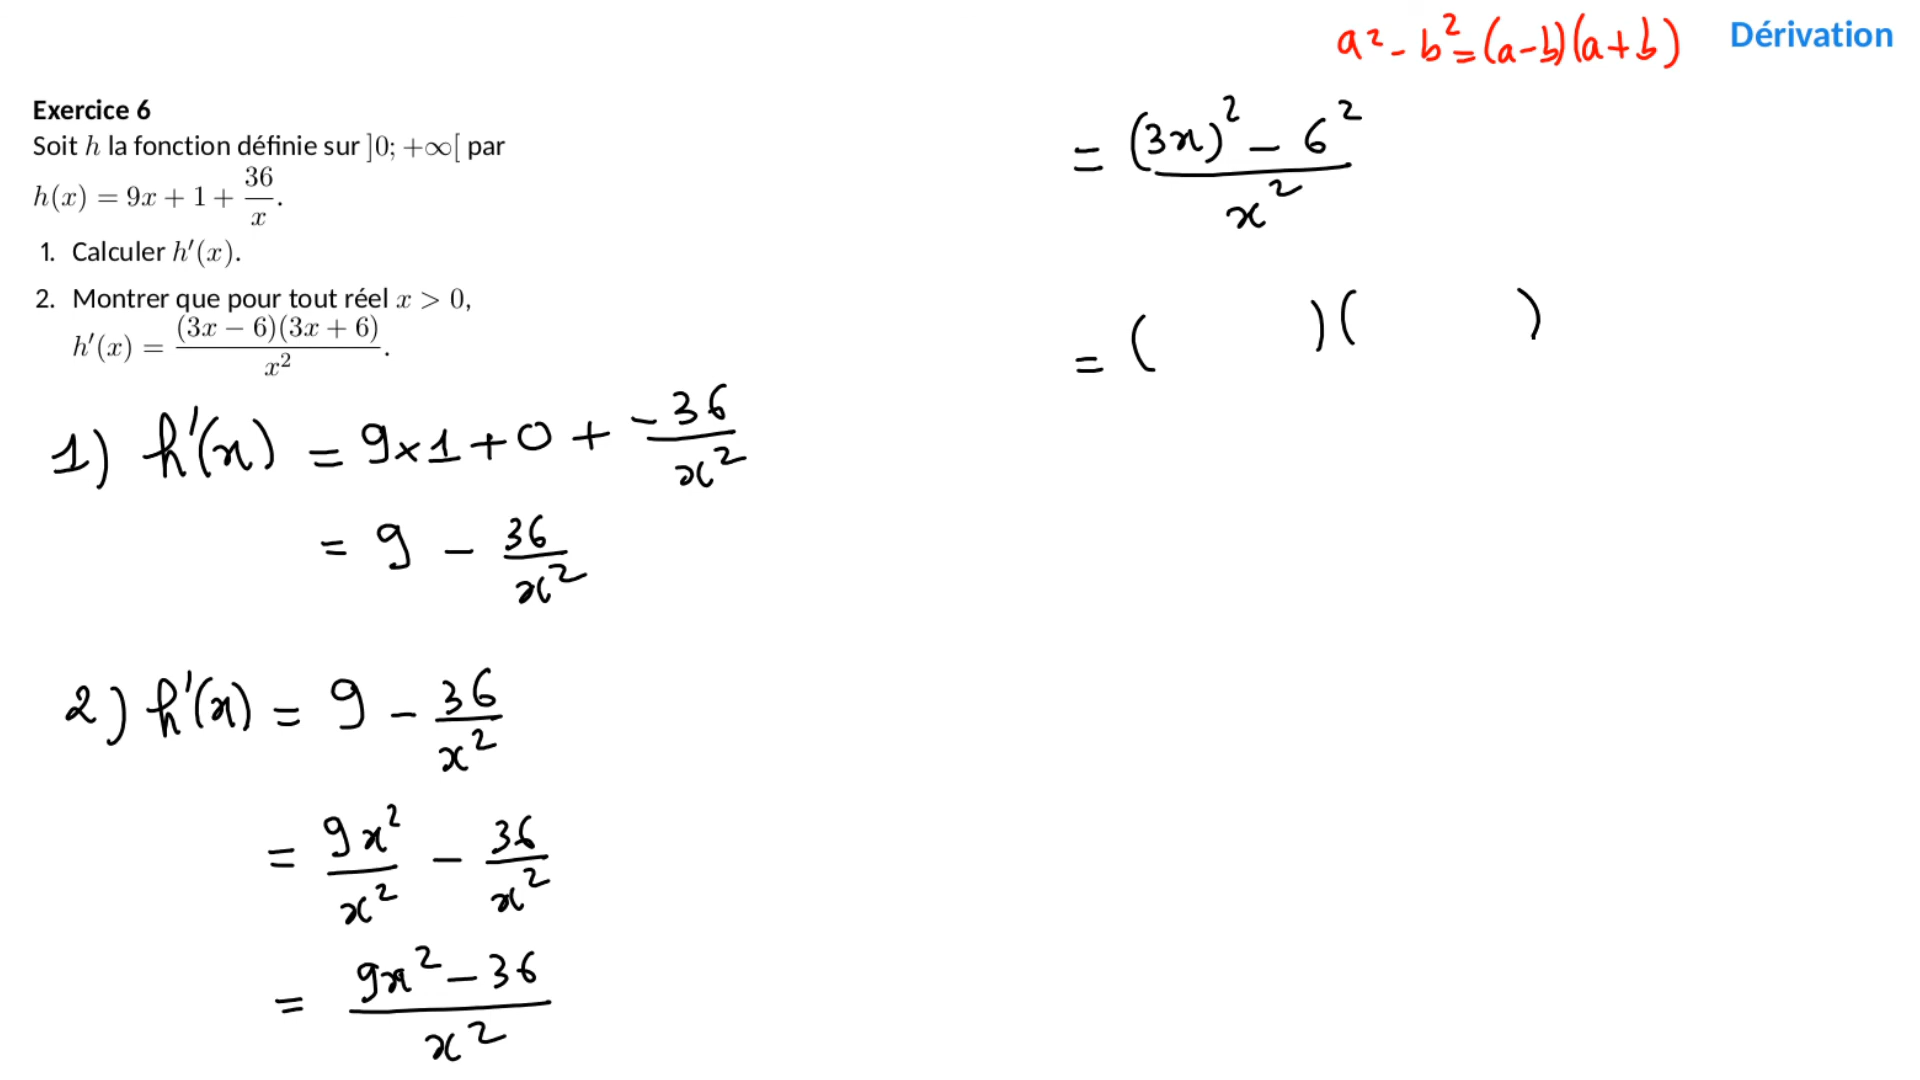 Dérivation
Exercice 6
Soit h la fonction définie sur ]0; +∞[ par
h(x) = 9x + 1 + 36/x.
1. Calculer h′(x).
2. Montrer que pour tout réel x > 0,
h′(x) = (3x − 6)(3x + 6)/x².
1) h'(x) = 9×1+0+ -36/x²
= 9 - 36/x²
2) h'(x) = 9 - 36/x²
= 9x²/x² - 36/x²
= (9x²-36)/x²
a²-b²=(a-b)(a+b)
= ((3x)²-6²)/x²
= (      )(      )